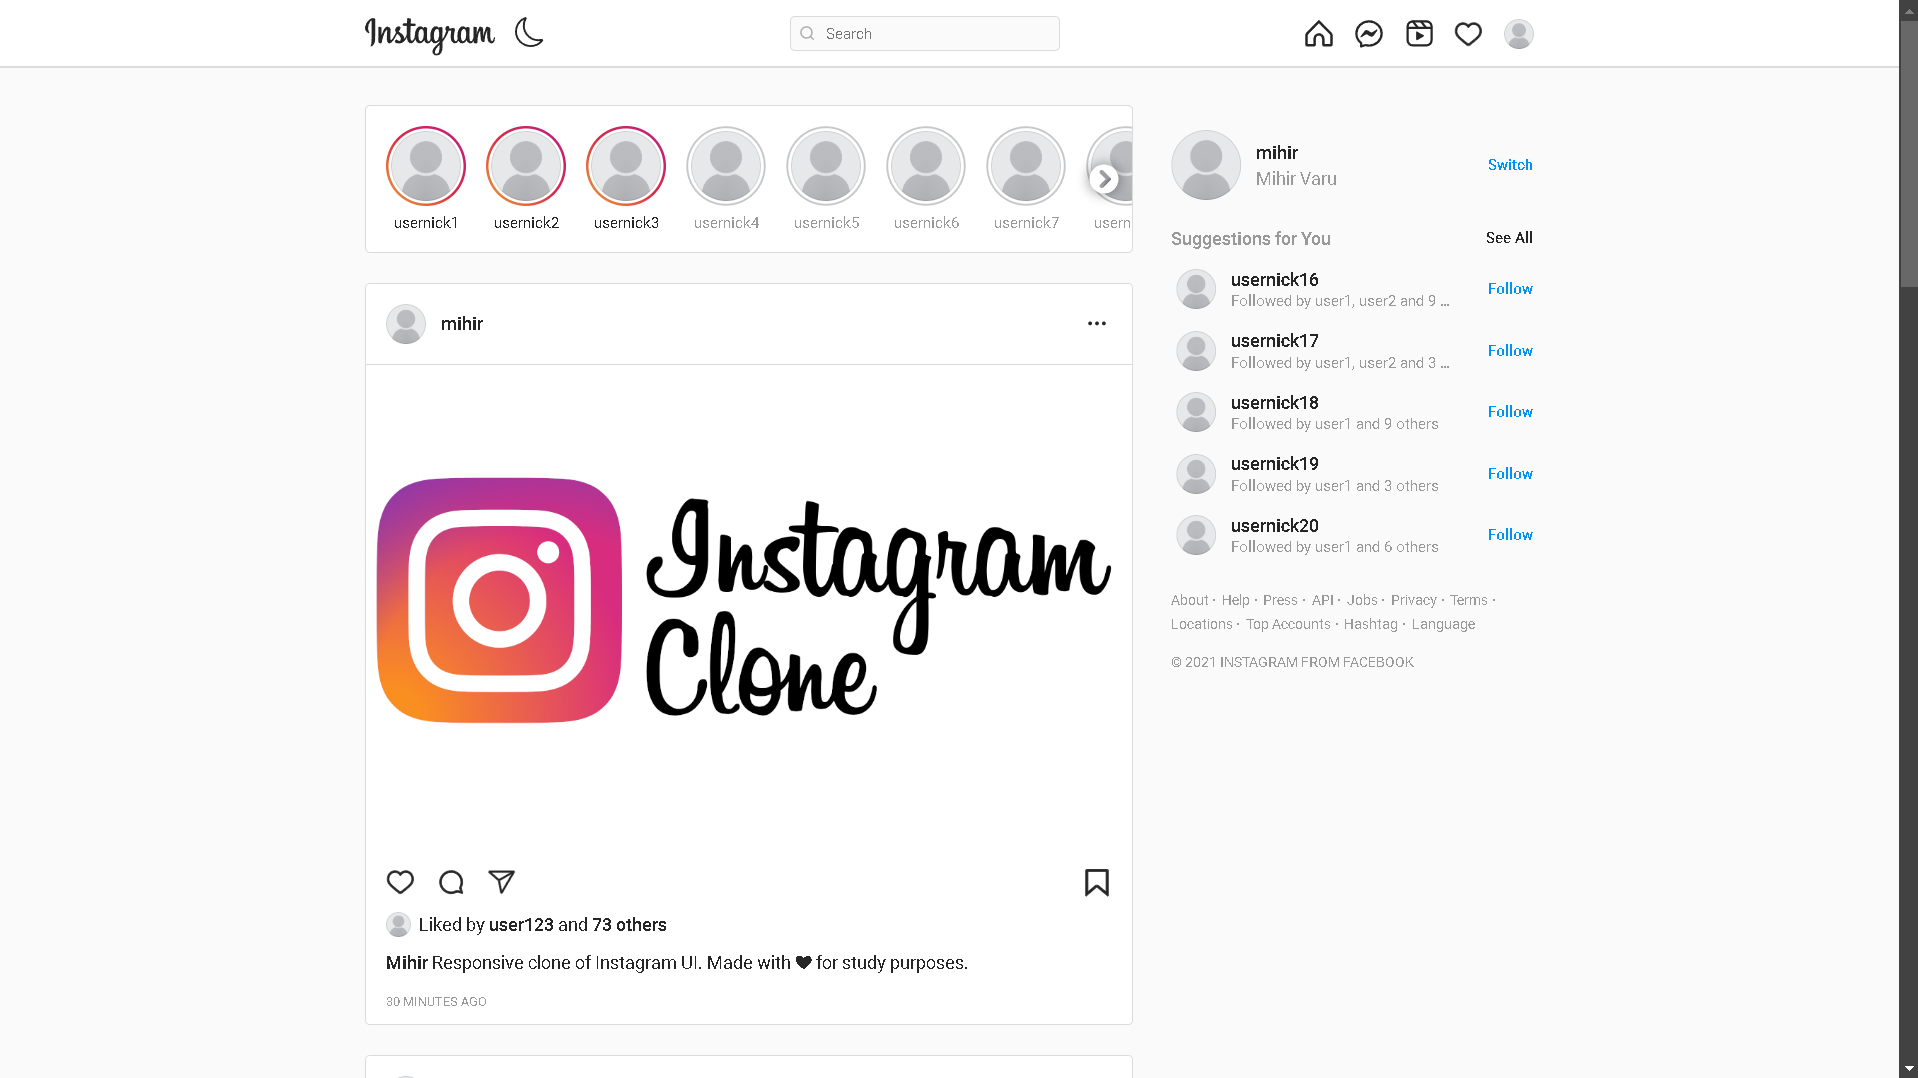 Instagram
Search
usernick1 usernick2 usernick3 usernick4 usernick5 usernick6 usernick7 usern
mihir
Instagram
Clone
Liked by user123 and 73 others
Mihir Responsive clone of Instagram UI. Made with ❤ for study purposes.
30 MINUTES AGO
mihir
Mihir Varu
Switch
Suggestions for You See All
usernick16
Followed by user1, user2 and 9 ...
Follow
usernick17
Followed by user1, user2 and 3 ...
Follow
usernick18
Followed by user1 and 9 others
Follow
usernick19
Followed by user1 and 3 others
Follow
usernick20
Followed by user1 and 6 others
Follow
About · Help · Press · API · Jobs · Privacy · Terms ·
Locations · Top Accounts · Hashtag · Language
© 2021 INSTAGRAM FROM FACEBOOK